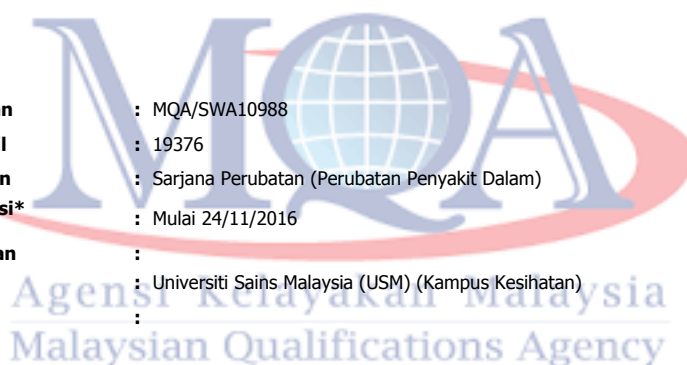 MQA
an : MQA/SWA10988
l : 19376
n : Sarjana Perubatan (Perubatan Penyakit Dalam)
si* : Mulai 24/11/2016
an :
: Universiti Sains Malaysia (USM) (Kampus Kesihatan)
:
Agensi Kelayakan Malaysia
Malaysian Qualifications Agency